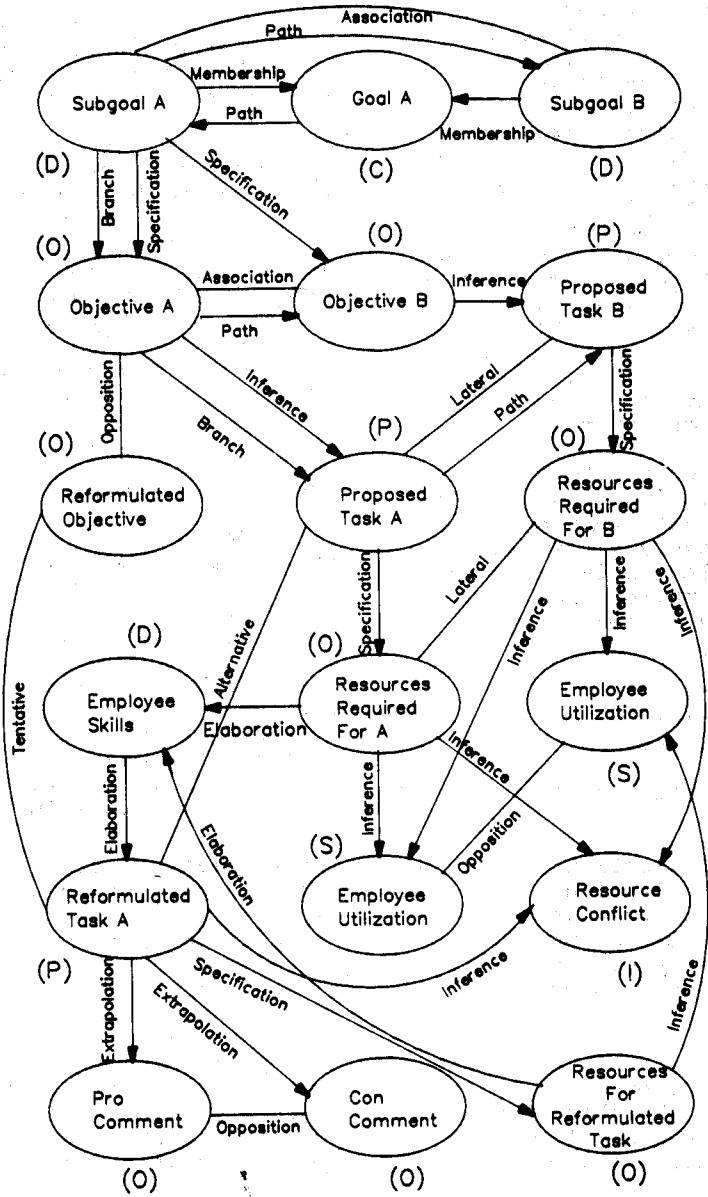 Association
Path
Membership
Subgoal A
Goal A
Subgoal B
Path
Membership
(D)
(C)
(D)
Branch
Specification
Specification
(O)
(O)
(P)
Association
Inference
Proposed
Task B
Objective A
Objective B
Path
Opposition
Inference
Lateral
Path
Specification
Branch
(O)
(P)
(O)
Reformulated
Objective
Proposed
Task A
Resources
Required
For B
Specification
Lateral
Inference
Inference
Inference
(D)
Alternative
(O)
Employee
Skills
Resources
Required
For A
Employee
Utilization
Tentative
Elaboration
Inference
(S)
Elaboration
Inference
Opposition
(S)
Elaboration
Reformulated
Task A
Employee
Utilization
Resource
Conflict
(P)
Specification
Inference
(I)
Extrapolation
Extrapolation
Inference
Pro
Comment
Con
Comment
Resources
For
Reformulated
Task
Opposition
(O)
(O)
(O)